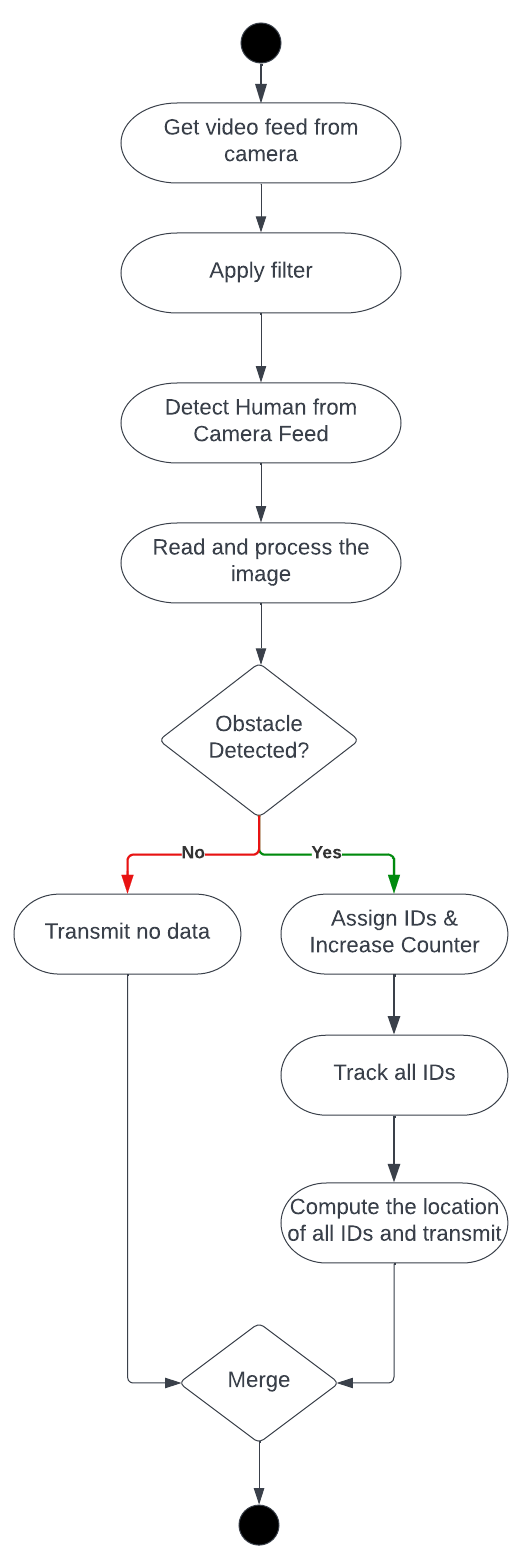 Get video feed from
camera
Apply filter
Detect Human from
Camera Feed
Read and process the
image
Obstacle
Detected?
No
Yes
Transmit no data
Assign IDs &
Increase Counter
Track all IDs
Compute the location
of all IDs and transmit
Merge